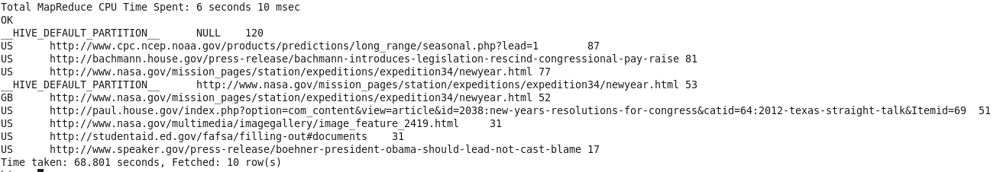 Total MapReduce CPU Time Spent: 6 seconds 10 msec
OK
__HIVE_DEFAULT_PARTITION__      NULL    120
US      http://www.cpc.ncep.noaa.gov/products/predictions/long_range/seasonal.php?lead=1        87
US      http://bachmann.house.gov/press-release/bachmann-introduces-legislation-rescind-congressional-pay-raise 81
US      http://www.nasa.gov/mission_pages/station/expeditions/expedition34/newyear.html 77
__HIVE_DEFAULT_PARTITION__      http://www.nasa.gov/mission_pages/station/expeditions/expedition34/newyear.html 53
GB      http://www.nasa.gov/mission_pages/station/expeditions/expedition34/newyear.html 52
US      http://paul.house.gov/index.php?option=com_content&view=article&id=2038:new-years-resolutions-for-congress&catid=64:2012-texas-straight-talk&Itemid=69  51
US      http://www.nasa.gov/multimedia/imagegallery/image_feature_2419.html     31
US      http://studentaid.ed.gov/fafsa/filling-out#documents    31
US      http://www.speaker.gov/press-release/boehner-president-obama-should-lead-not-cast-blame 17
Time taken: 68.801 seconds, Fetched: 10 row(s)